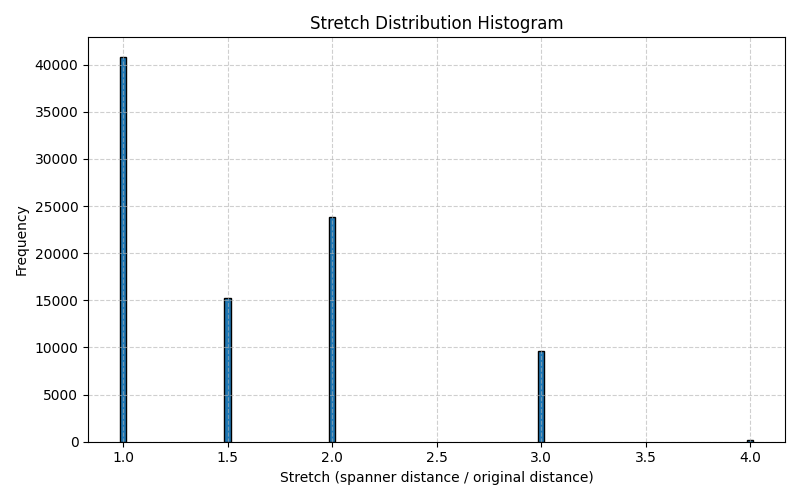 Stretch Distribution Histogram
Frequency
40000
35000
30000
25000
20000
15000
10000
5000
0
1.0 1.5 2.0 2.5 3.0 3.5 4.0
Stretch (spanner distance / original distance)